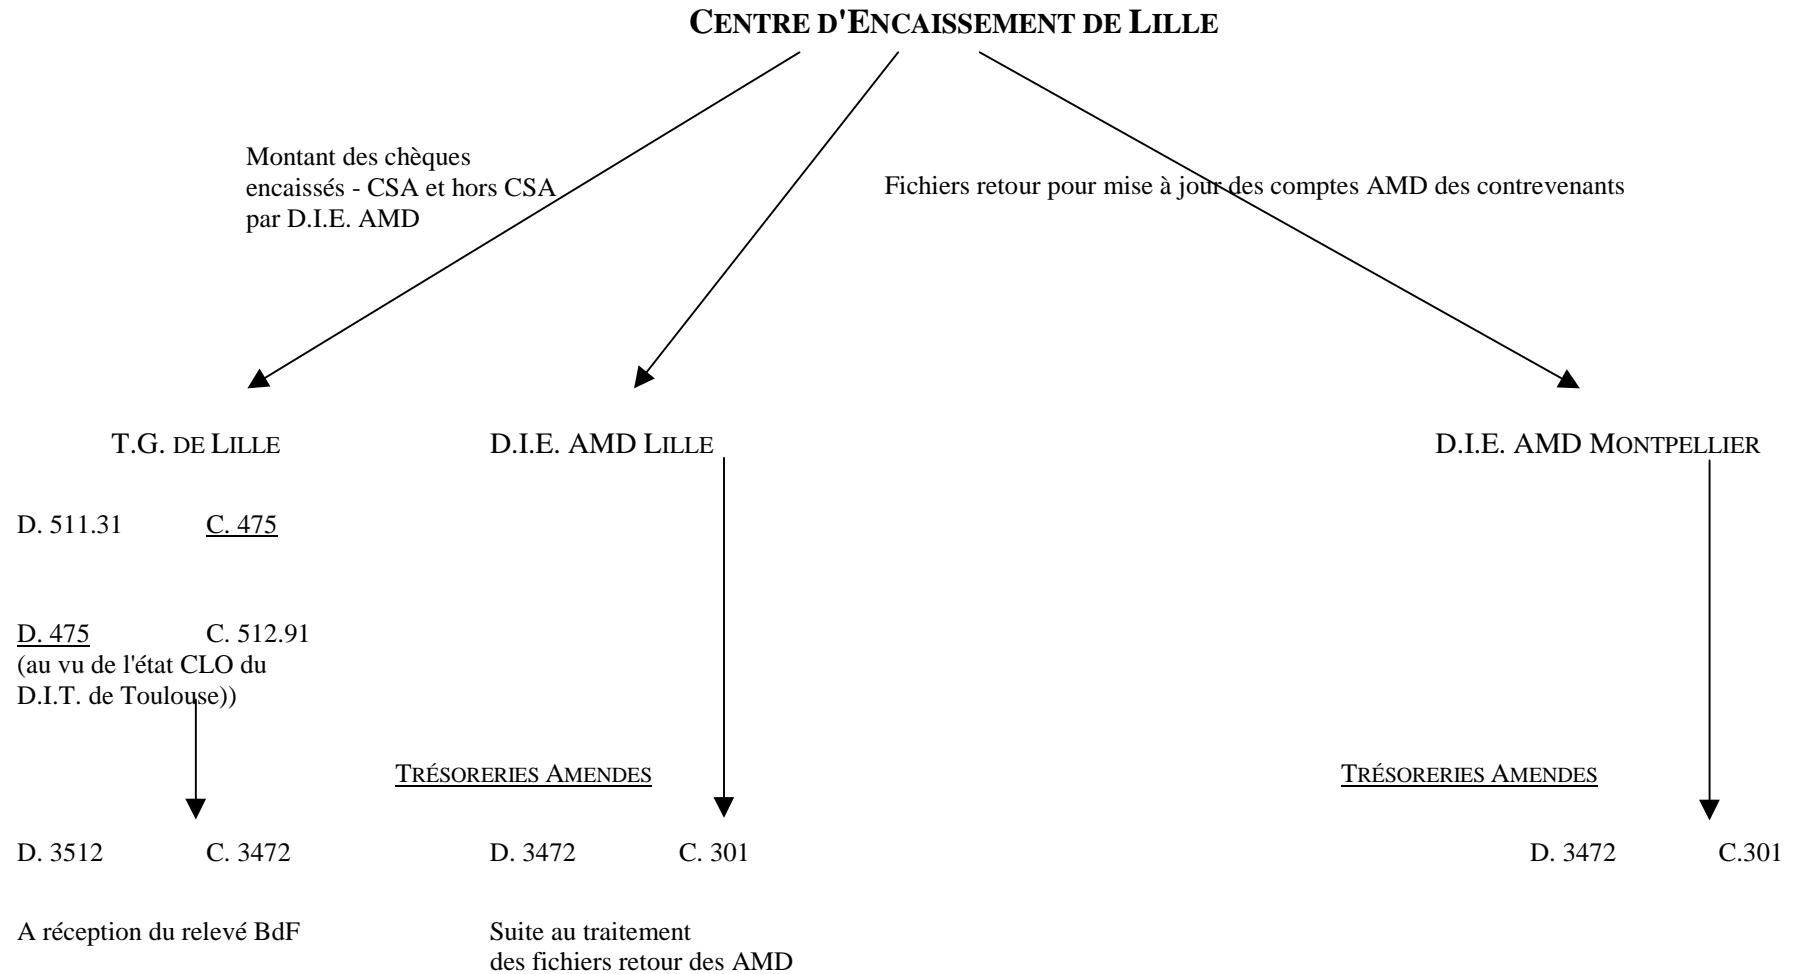 CENTRE D'ENCAISSEMENT DE LILLE
Montant des chèques
encaissés - CSA et hors CSA
par D.I.E. AMD
Fichiers retour pour mise à jour des comptes AMD des contrevenants
T.G. DE LILLE
D.I.E. AMD LILLE
D.I.E. AMD MONTPELLIER
D. 511.31 C. 475
D. 475 C. 512.91
(au vu de l'état CLO du
D.I.T. de Toulouse))
TRÉSORERIES AMENDES
TRÉSORERIES AMENDES
D. 3512 C. 3472
D. 3472 C. 301
D. 3472 C.301
A réception du relevé BdF
Suite au traitement
des fichiers retour des AMD